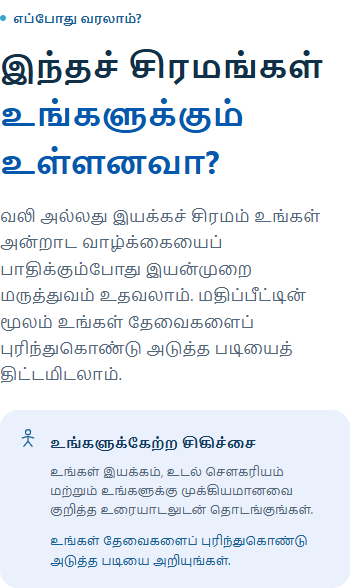 எப்போது வரலாம்?
இந்தச் சிரமங்கள்
உங்களுக்கும்
உள்ளனவா?
வலி அல்லது இயக்கச் சிரமம் உங்கள்
அன்றாட வாழ்க்கையைப்
பாதிக்கும்போது இயன்முறை
மருத்துவம் உதவலாம். மதிப்பீட்டின்
மூலம் உங்கள் தேவைகளைப்
புரிந்துகொண்டு அடுத்த படியைத்
திட்டமிடலாம்.
உங்களுக்கேற்ற சிகிச்சை
உங்கள் இயக்கம், உடல் சௌகரியம்
மற்றும் உங்களுக்கு முக்கியமானவை
குறித்த உரையாடலுடன் தொடங்குங்கள்.
உங்கள் தேவைகளைப் புரிந்துகொண்டு
அடுத்த படியை அறியுங்கள்.